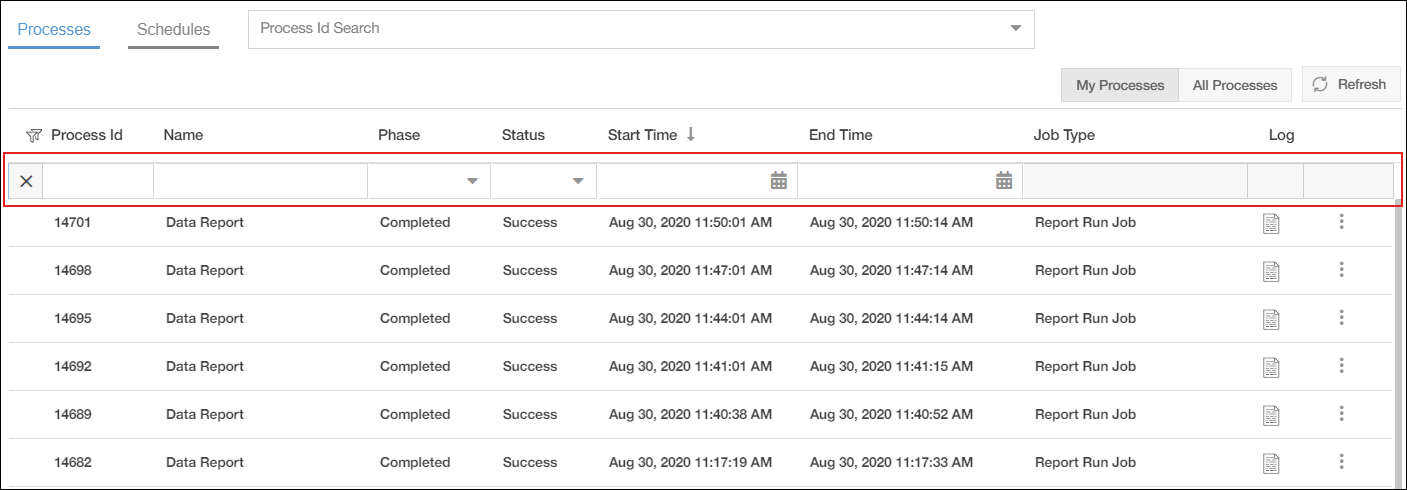 Processes Schedules Process Id Search
My Processes All Processes Refresh
Process Id Name Phase Status Start Time End Time Job Type Log
14701 Data Report Completed Success Aug 30, 2020 11:50:01 AM Aug 30, 2020 11:50:14 AM Report Run Job
14698 Data Report Completed Success Aug 30, 2020 11:47:01 AM Aug 30, 2020 11:47:14 AM Report Run Job
14695 Data Report Completed Success Aug 30, 2020 11:44:01 AM Aug 30, 2020 11:44:14 AM Report Run Job
14692 Data Report Completed Success Aug 30, 2020 11:41:01 AM Aug 30, 2020 11:41:15 AM Report Run Job
14689 Data Report Completed Success Aug 30, 2020 11:40:38 AM Aug 30, 2020 11:40:52 AM Report Run Job
14682 Data Report Completed Success Aug 30, 2020 11:17:19 AM Aug 30, 2020 11:17:33 AM Report Run Job